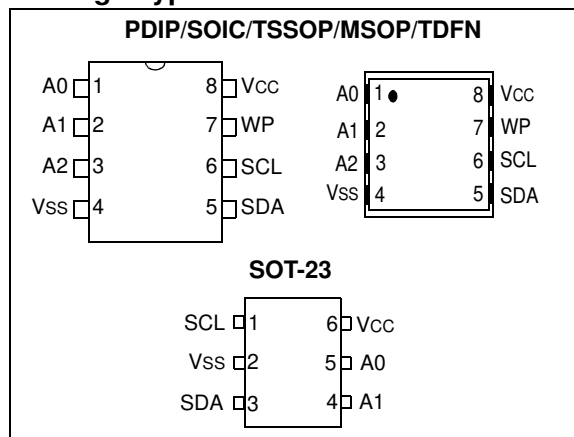 PDIP/SOIC/TSSOP/MSOP/TDFN
A0 1 8 VCC
A1 2 7 WP
A2 3 6 SCL
VSS 4 5 SDA
A0 1 8 VCC
A1 2 7 WP
A2 3 6 SCL
VSS 4 5 SDA
SOT-23
SCL 1 6 VCC
VSS 2 5 A0
SDA 3 4 A1